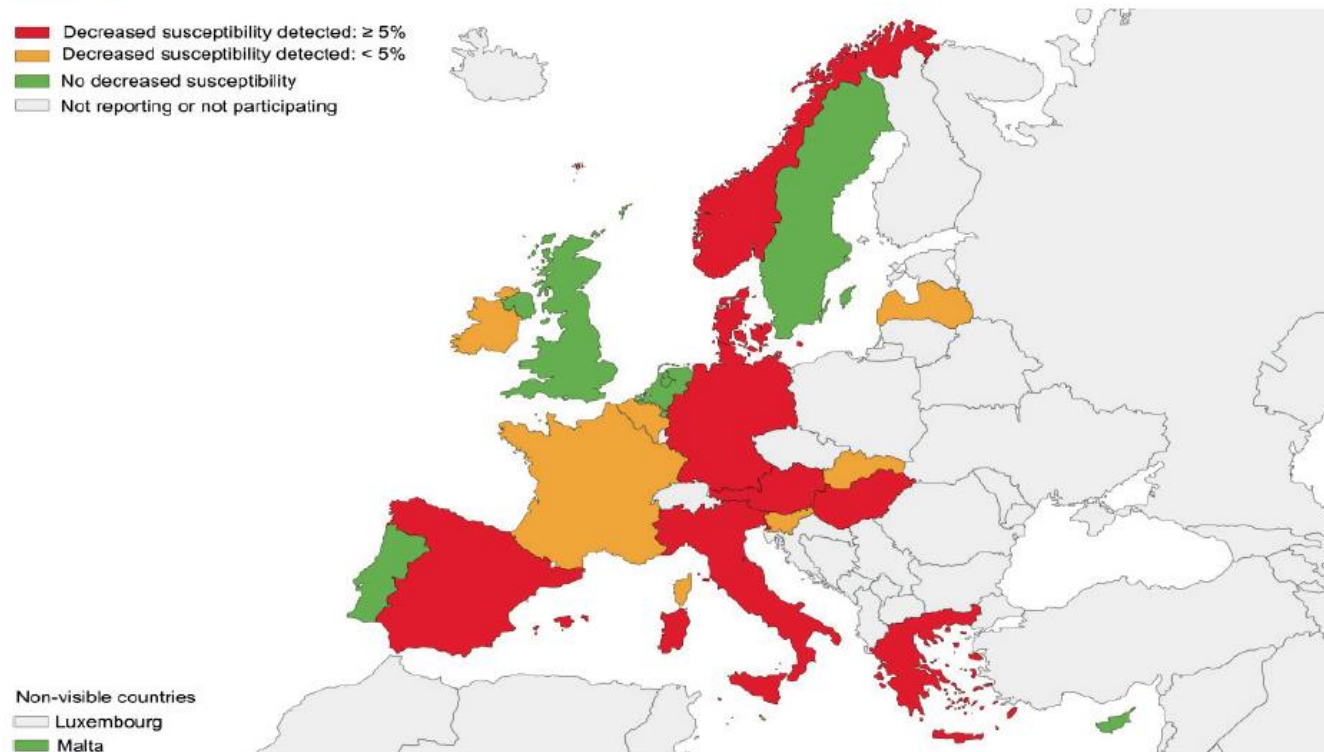 Decreased susceptibility detected: ≥ 5%
Decreased susceptibility detected: < 5%
No decreased susceptibility
Not reporting or not participating
Non-visible countries
Luxembourg
Malta